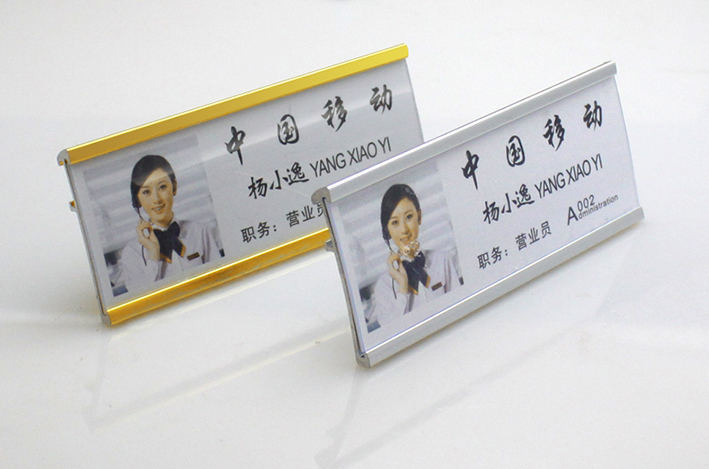 中国移动
杨小逸 YANG XIAO YI
职务：营业员
中国移动
杨小逸 YANG XIAO YI
职务：营业员 A002
Administration